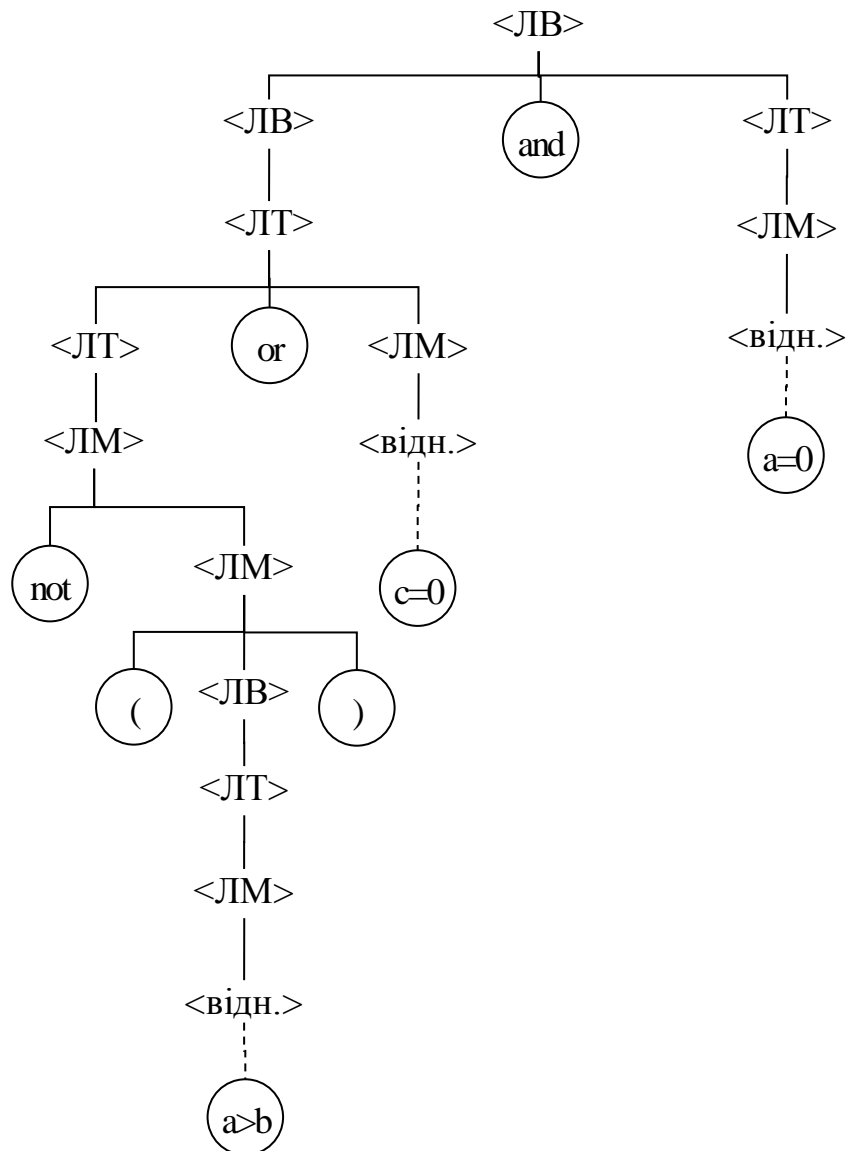 <ЛВ>
<ЛВ> and <ЛТ>
<ЛТ> <ЛМ>
<ЛТ> or <ЛМ> <відн.>
<ЛМ> <відн.> a=0
not <ЛМ> c=0
( <ЛВ> )
<ЛТ>
<ЛМ>
<відн.>
a>b